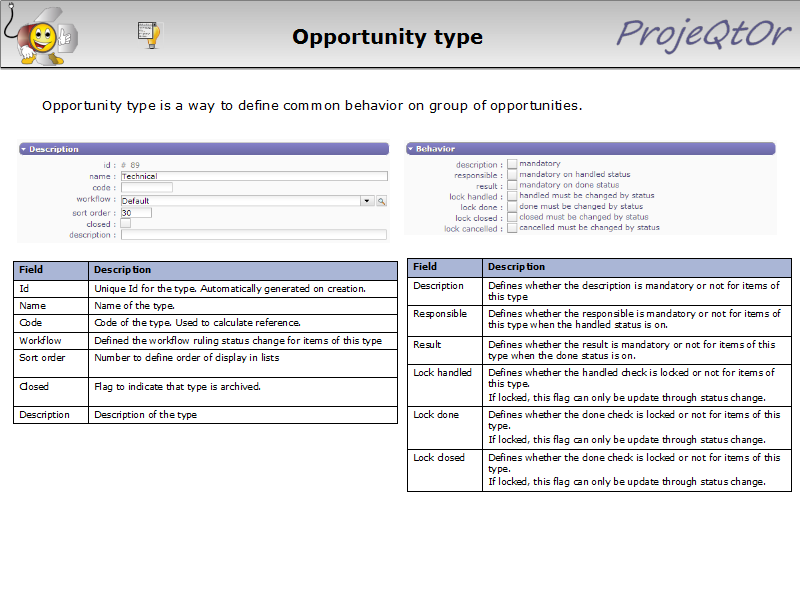 Opportunity type
ProjeQtOr
Opportunity type is a way to define common behavior on group of opportunities.
Description
id : # 89
name : Technical
code :
workflow : Default
sort order : 30
closed :
description :
Behavior
description : mandatory
responsible : mandatory on handled status
result : mandatory on done status
lock handled : handled must be changed by status
lock done : done must be changed by status
lock closed : closed must be changed by status
lock cancelled : cancelled must be changed by status
Field Description
Id Unique Id for the type. Automatically generated on creation.
Name Name of the type.
Code Code of the type. Used to calculate reference.
Workflow Defined the workflow ruling status change for items of this type
Sort order Number to define order of display in lists
Closed Flag to indicate that type is archived.
Description Description of the type
Field Description
Description Defines whether the description is mandatory or not for items of
this type
Responsible Defines whether the responsible is mandatory or not for items of
this type when the handled status is on.
Result Defines whether the result is mandatory or not for items of this
type when the done status is on.
Lock handled Defines whether the handled check is locked or not for items of
this type.
If locked, this flag can only be update through status change.
Lock done Defines whether the done check is locked or not for items of this
type.
If locked, this flag can only be update through status change.
Lock closed Defines whether the done check is locked or not for items of this
type.
If locked, this flag can only be update through status change.